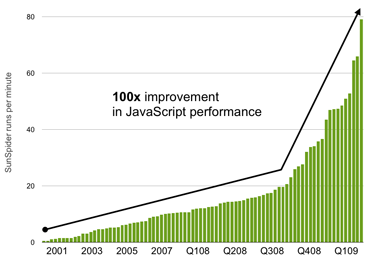 80
60
40
20
0
SunSpider runs per minute
100x improvement
in JavaScript performance
2001 2003 2005 2007 Q108 Q208 Q308 Q408 Q109